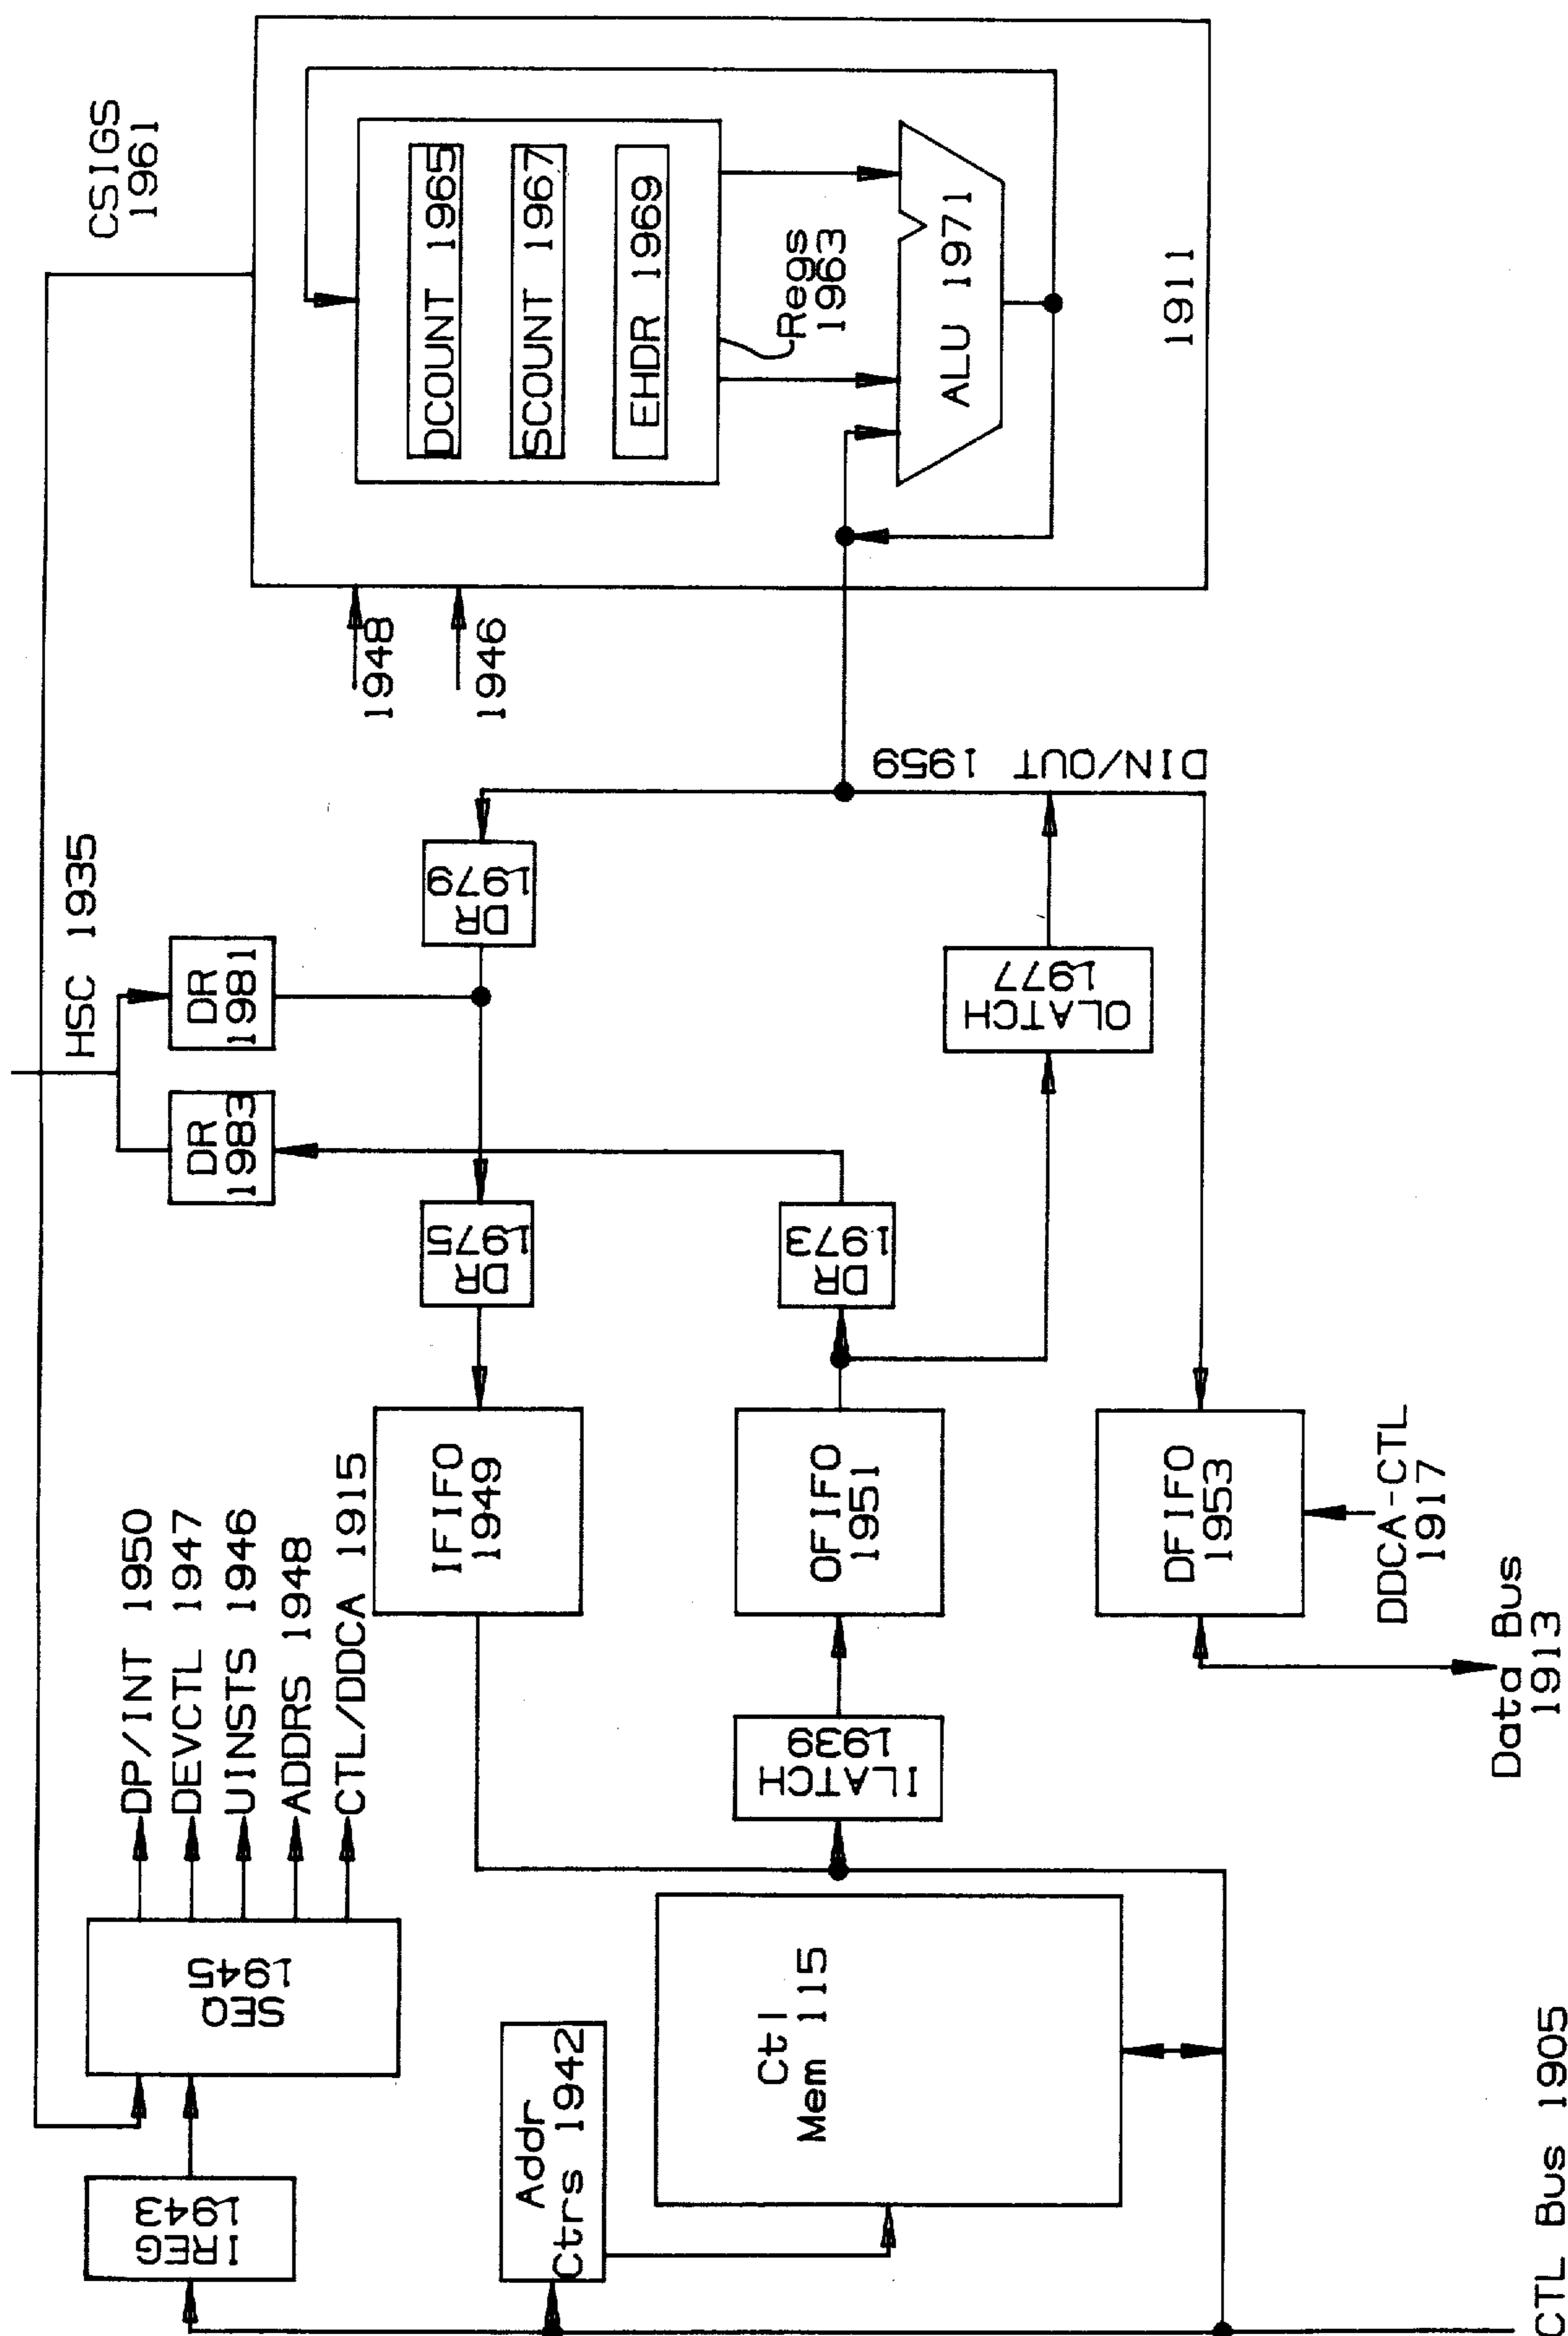 CSIGS
1961
DCOUNT 1965
SCOUNT 1967
EHDR 1969
Regs
1963
ALU 1971
1911
1948
1946
HSC 1935
DR
1981
DR
1983
DR
1979
DR
1975
DR
1973
OLATCH
1977
DIN/OUT 1959
IFIFO
1949
OFIFO
1951
DFIFO
1953
DDCA-CTL
1917
Data Bus
1913
DP/INT 1950
DEVCTL 1947
UINSTS 1946
ADDRS 1948
CTL/DDCA 1915
ILATCH
1939
SEQ
1945
IREG
1943
Addr
Ctrs 1942
Ctl
Mem 115
CTL Bus 1905